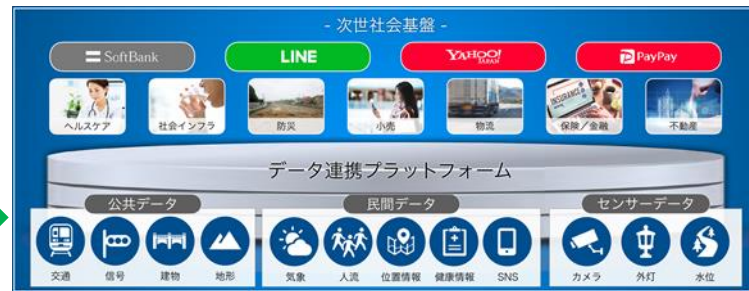 - 次世社会基盤 -
SoftBank
LINE
YAHOO!
JAPAN
PayPay
INSURANCE
ヘルスケア
社会インフラ
防災
小売
物流
保険／金融
不動産
データ連携プラットフォーム
公共データ
民間データ
センサーデータ
交通
信号
建物
地形
気象
人流
位置情報
健康情報
SNS
カメラ
外灯
水位